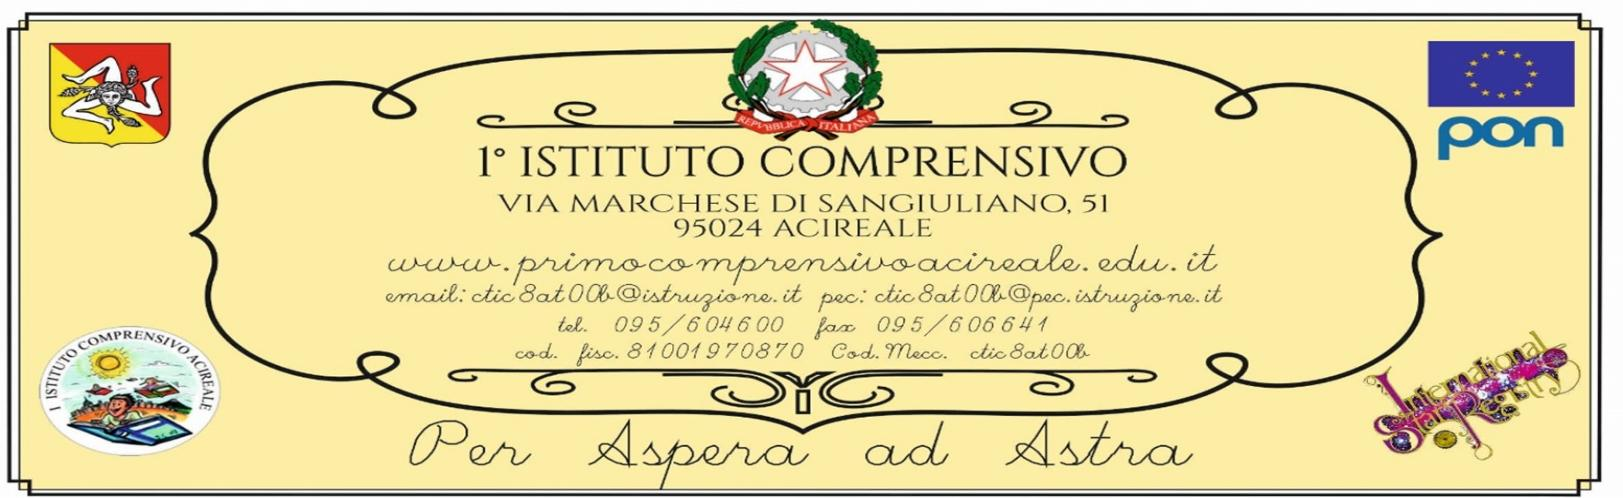 REPVBBLICA ITALIANA
pon
1° ISTITUTO COMPRENSIVO
VIA MARCHESE DI SANGIULIANO, 51
95024 ACIREALE
www.primocomprensivoacireale.edu.it
email: ctic8at00b@istruzione.it pec: ctic8at00b@pec.istruzione.it
tel. 095/604600 fax 095/606641
cod. fisc. 81001970870 Cod. Mecc. ctic8at00b
1 ISTITUTO COMPRENSIVO ACIREALE
International
Star Registry
Per Aspera ad Astra